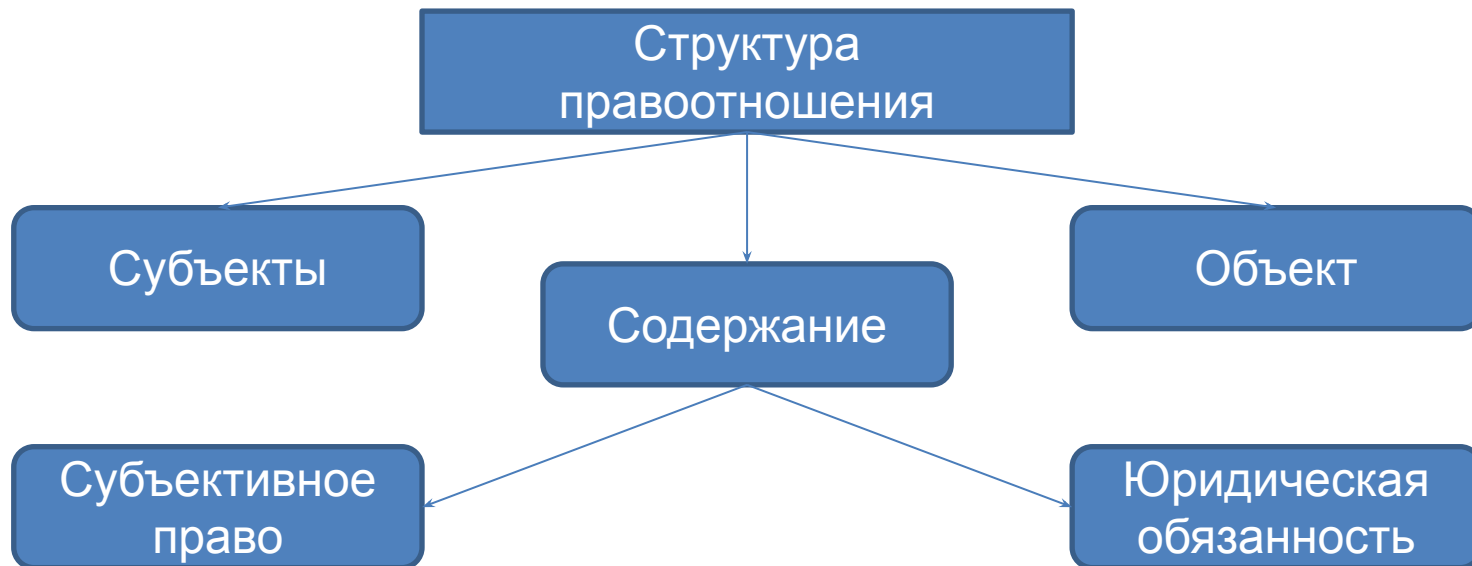 Структура
правоотношения
Субъекты
Объект
Содержание
Субъективное
право
Юридическая
обязанность